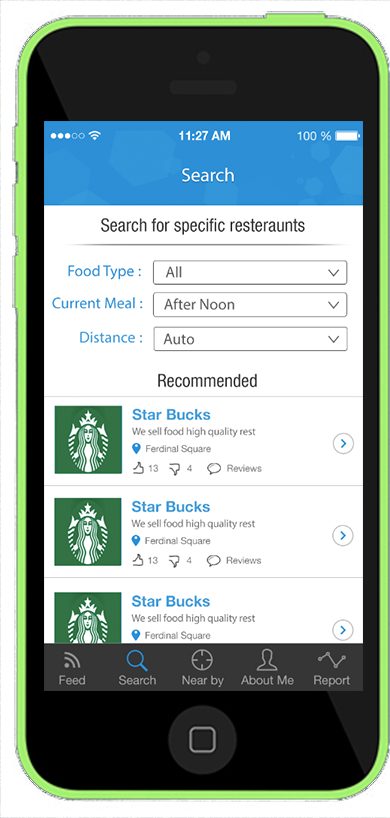 11:27 AM 100 %
Search
Search for specific resteraunts
Food Type : All
Current Meal : After Noon
Distance : Auto
Recommended
Star Bucks
We sell food high quality rest
Ferdinal Square
13 4 Reviews
Star Bucks
We sell food high quality rest
Ferdinal Square
13 4 Reviews
Star Bucks
We sell food high quality rest
Ferdinal Square
Feed Search Near by About Me Report